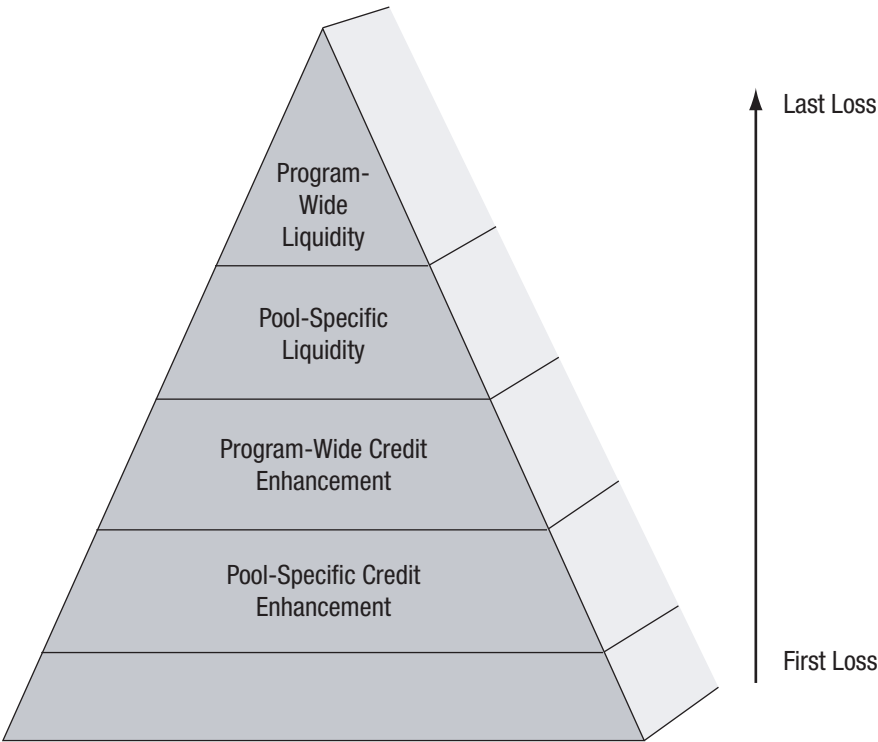 Last Loss
Program-
Wide
Liquidity
Pool-Specific
Liquidity
Program-Wide Credit
Enhancement
Pool-Specific Credit
Enhancement
First Loss